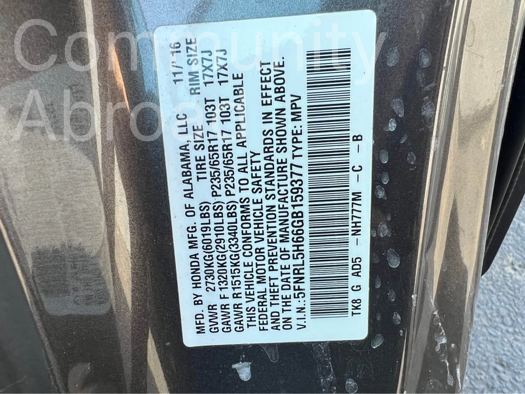 Community
Abroad
MFD. BY HONDA MFG. OF ALABAMA, LLC 11/ 16
TIRE SIZE RIM SIZE
GVWR 2730KG(6019LBS)
GAWR F 1320KG(2910LBS) P235/65R17 103T 17X7J
GAWR R1515KG(3340LBS) P235/65R17 103T 17X7J
THIS VEHICLE CONFORMS TO ALL APPLICABLE
FEDERAL MOTOR VEHICLE SAFETY
AND THEFT PREVENTION STANDARDS IN EFFECT
ON THE DATE OF MANUFACTURE SHOWN ABOVE.
V.I.N.: 5FNRL5H66GB159377 TYPE: MPV
TK8 G AD5 -NH777M - C - B